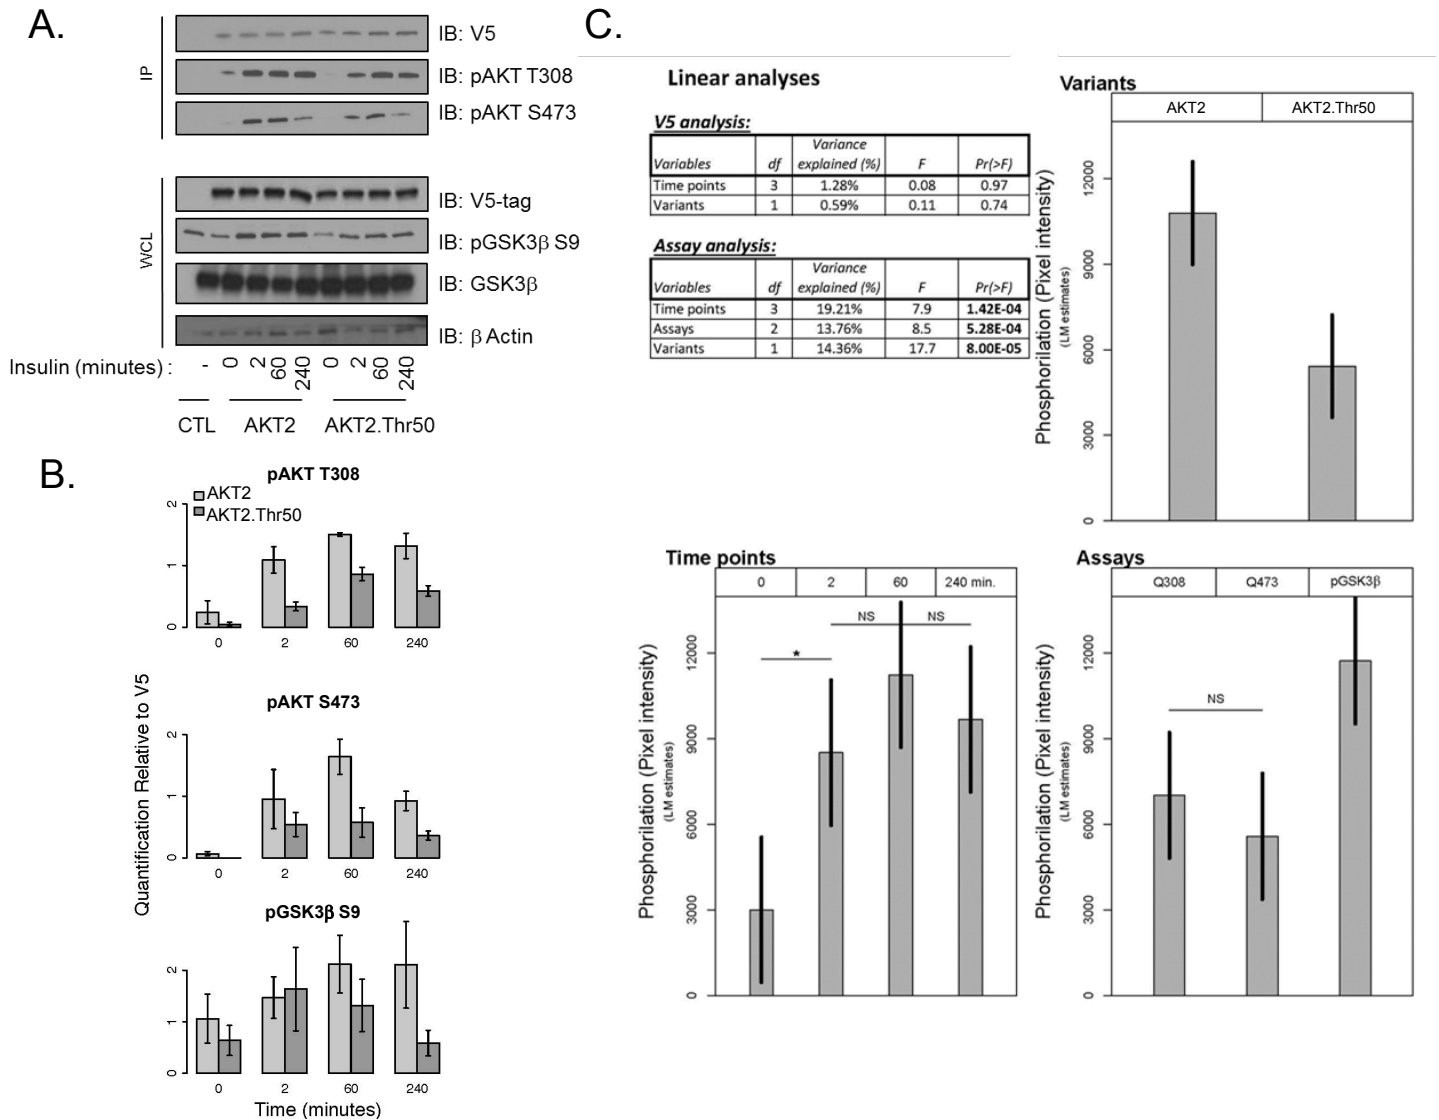 A.
IP
IB: V5
IB: pAKT T308
IB: pAKT S473
WCL
IB: V5-tag
IB: pGSK3β S9
IB: GSK3β
IB: β Actin
Insulin (minutes) : - 0 2 60 240 0 2 60 240
CTL AKT2 AKT2.Thr50
B.
pAKT T308
AKT2
AKT2.Thr50
2
1
0
0 2 60 240
pAKT S473
2
1
0
0 2 60 240
pGSK3β S9
2
1
0
0 2 60 240
Quantification Relative to V5
Time (minutes)
C.
Linear analyses
V5 analysis:
Variables df Variance explained (%) F Pr(>F)
Time points 3 1.28% 0.08 0.97
Variants 1 0.59% 0.11 0.74
Assay analysis:
Variables df Variance explained (%) F Pr(>F)
Time points 3 19.21% 7.9 1.42E-04
Assays 2 13.76% 8.5 5.28E-04
Variants 1 14.36% 17.7 8.00E-05
Variants
AKT2 AKT2.Thr50
Phosphorilation (Pixel intensity)
(LM estimates)
12000
9000
6000
3000
0
Time points
0 2 60 240 min.
NS NS
*
Phosphorilation (Pixel intensity)
(LM estimates)
12000
9000
6000
3000
0
Assays
Q308 Q473 pGSK3β
NS
Phosphorilation (Pixel intensity)
(LM estimates)
12000
9000
6000
3000
0